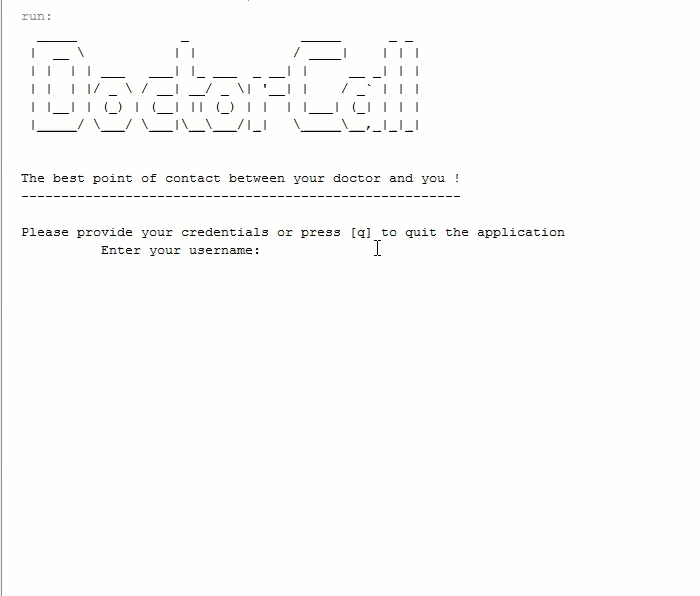 run:
DoctorCall
The best point of contact between your doctor and you !
-------------------------------------------------------
Please provide your credentials or press [q] to quit the application
Enter your username: